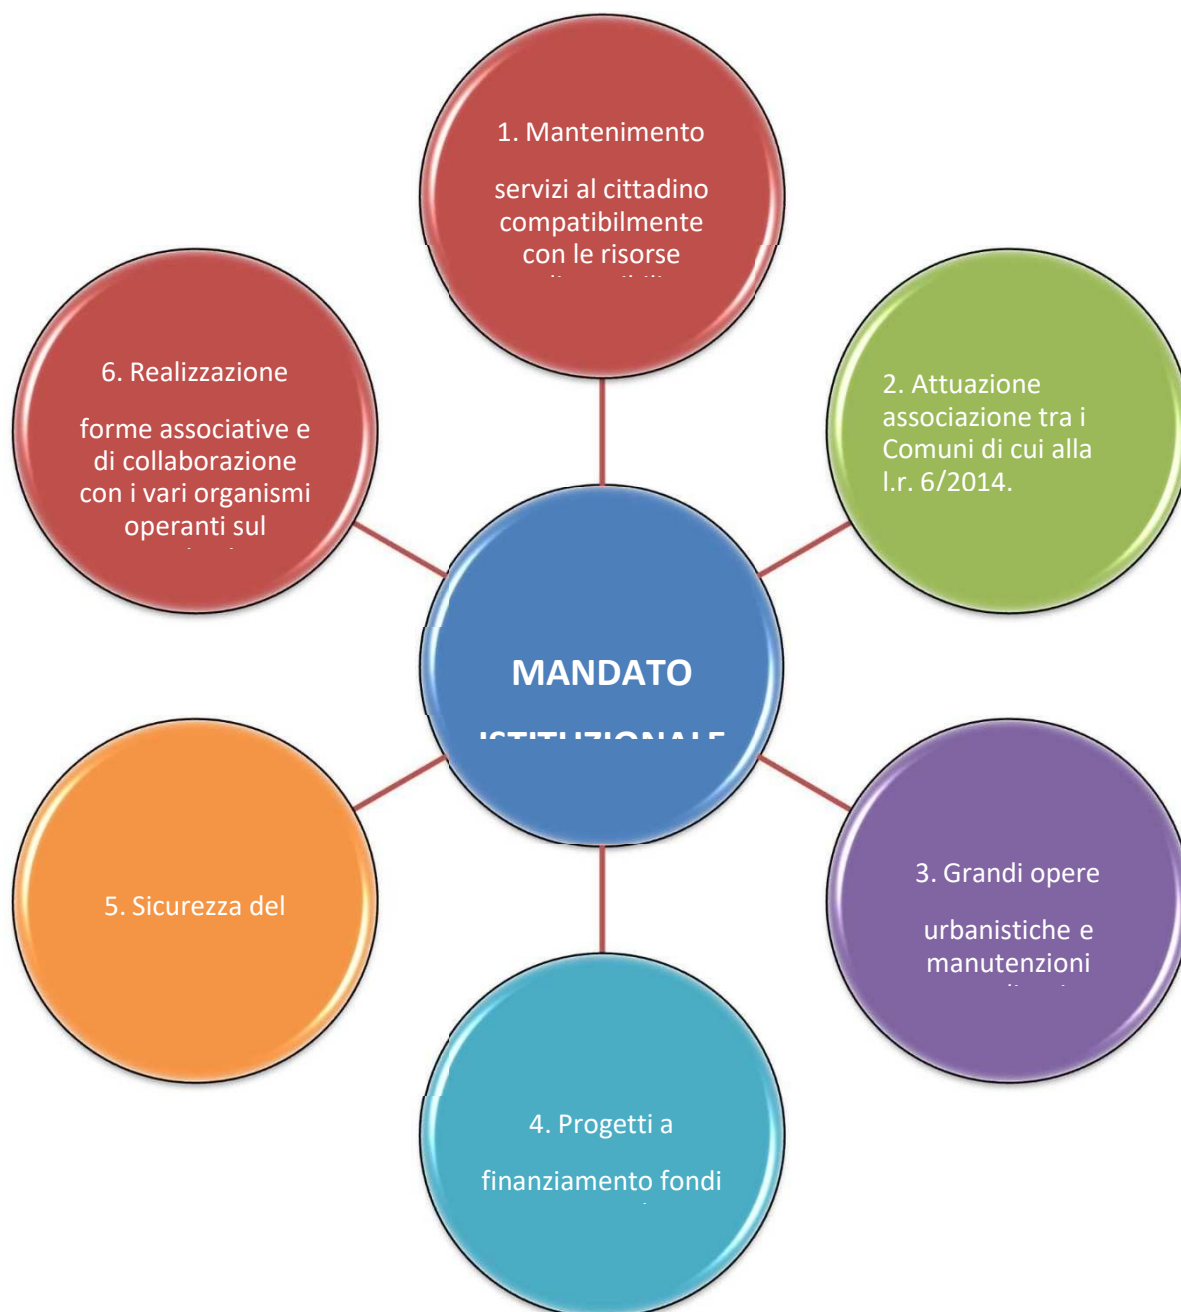 1. Mantenimento
servizi al cittadino
compatibilmente
con le risorse
2. Attuazione
associazione tra i
Comuni di cui alla
l.r. 6/2014.
3. Grandi opere
urbanistiche e
manutenzioni
4. Progetti a
finanziamento fondi
5. Sicurezza del
6. Realizzazione
forme associative e
di collaborazione
con i vari organismi
operanti sul
MANDATO
ISTITUZIONALE